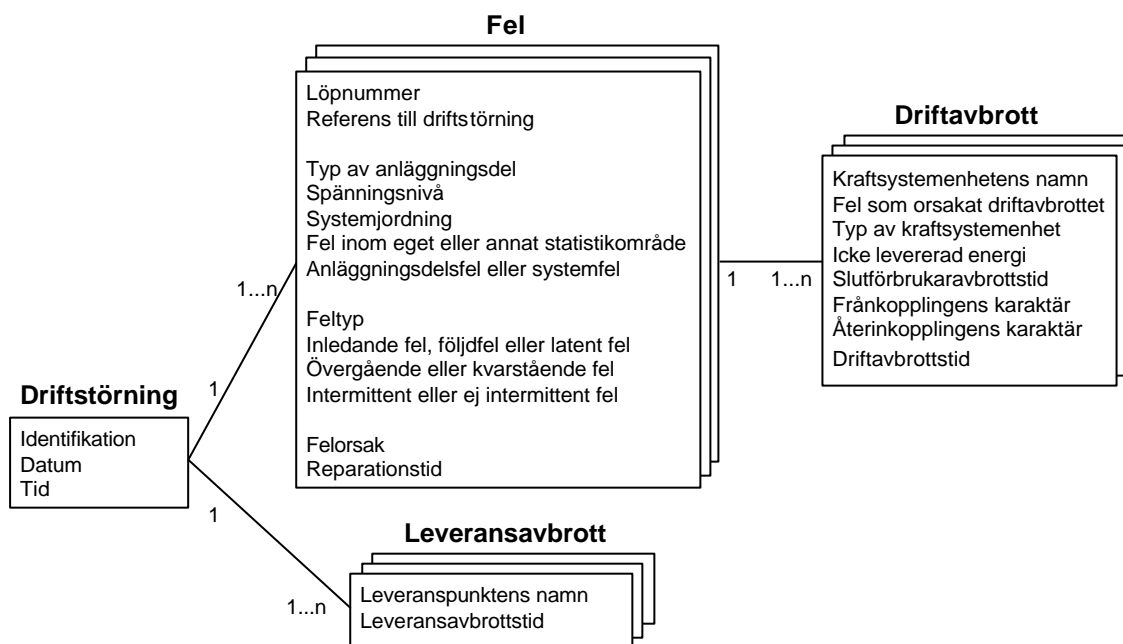 Fel
Löpnummer
Referens till driftstörning
Typ av anläggningsdel
Spänningsnivå
Systemjordning
Fel inom eget eller annat statistikområde
Anläggningsdelsfel eller systemfel
Feltyp
Inledande fel, följdfel eller latent fel
Övergående eller kvarstående fel
Intermittent eller ej intermittent fel
Felorsak
Reparationstid
Driftavbrott
Kraftsystemenhetens namn
Fel som orsakat driftavbrottet
Typ av kraftsystemenhet
Icke levererad energi
Slutförbrukaravbrottstid
Frånkopplingens karaktär
Återinkopplingens karaktär
Driftavbrottstid
1
1...n
1...n
1
Driftstörning
Identifikation
Datum
Tid
1
1...n
Leveransavbrott
Leveranspunktens namn
Leveransavbrottstid